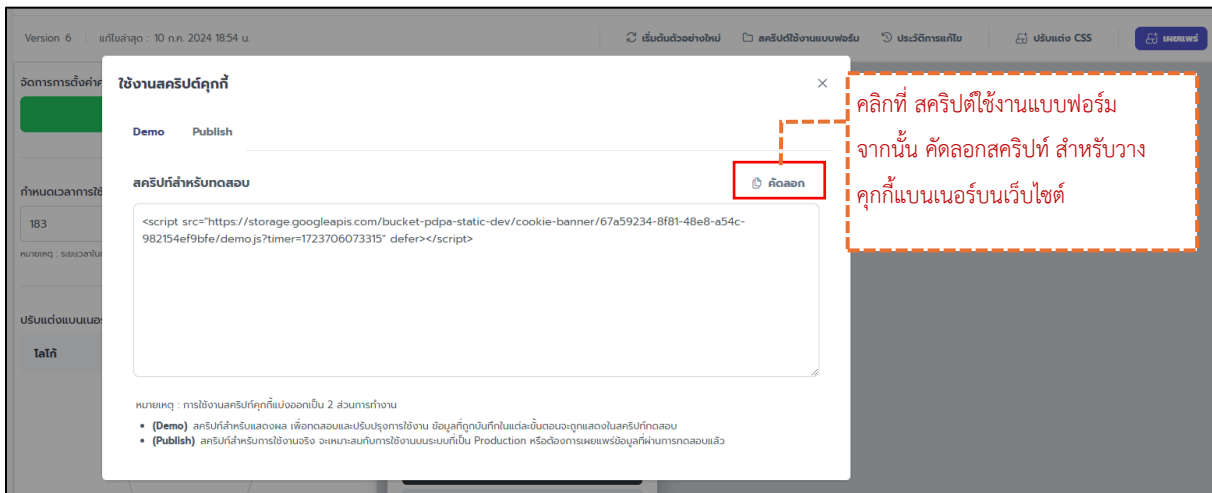 Version 6 แก้ไขล่าสุด : 10 ก.ค. 2024 18:54 น. เริ่มต้นตัวอย่างใหม่ สคริปต์ใช้งานแบบฟอร์ม ประวัติการแก้ไข ปรับแต่ง CSS เผยแพร่
จัดการการตั้งค่าค
ใช้งานสคริปต์คุกกี้
Demo Publish
สคริปท์สำหรับทดสอบ คัดลอก
<script src="https://storage.googleapis.com/bucket-pdpa-static-dev/cookie-banner/67a59234-8f81-48e8-a54c-
982154ef9bfe/demo.js?timer=1723706073315" defer></script>
หมายเหตุ : การใช้งานสคริปท์คุกกี้แบ่งออกเป็น 2 ส่วนการทำงาน
• (Demo) สคริปท์สำหรับแสดงผล เพื่อทดสอบและปรับปรุงการใช้งาน ข้อมูลที่ถูกบันทึกในแต่ละขั้นตอนจะถูกแสดงในสคริปท์ทดสอบ
• (Publish) สคริปท์สำหรับการใช้งานจริง จะเหมาะสมกับการใช้งานบนระบบที่เป็น Production หรือต้องการเผยแพร่ข้อมูลที่ผ่านการทดสอบแล้ว
กำหนดเวลาการใช้
183
หมายเหตุ : ระยะเวลาใน
ปรับแต่งแบนเนอร
โลโก้
คลิกที่ สคริปต์ใช้งานแบบฟอร์ม
จากนั้น คัดลอกสคริปท์ สำหรับวาง
คุกกี้แบนเนอร์บนเว็บไซต์